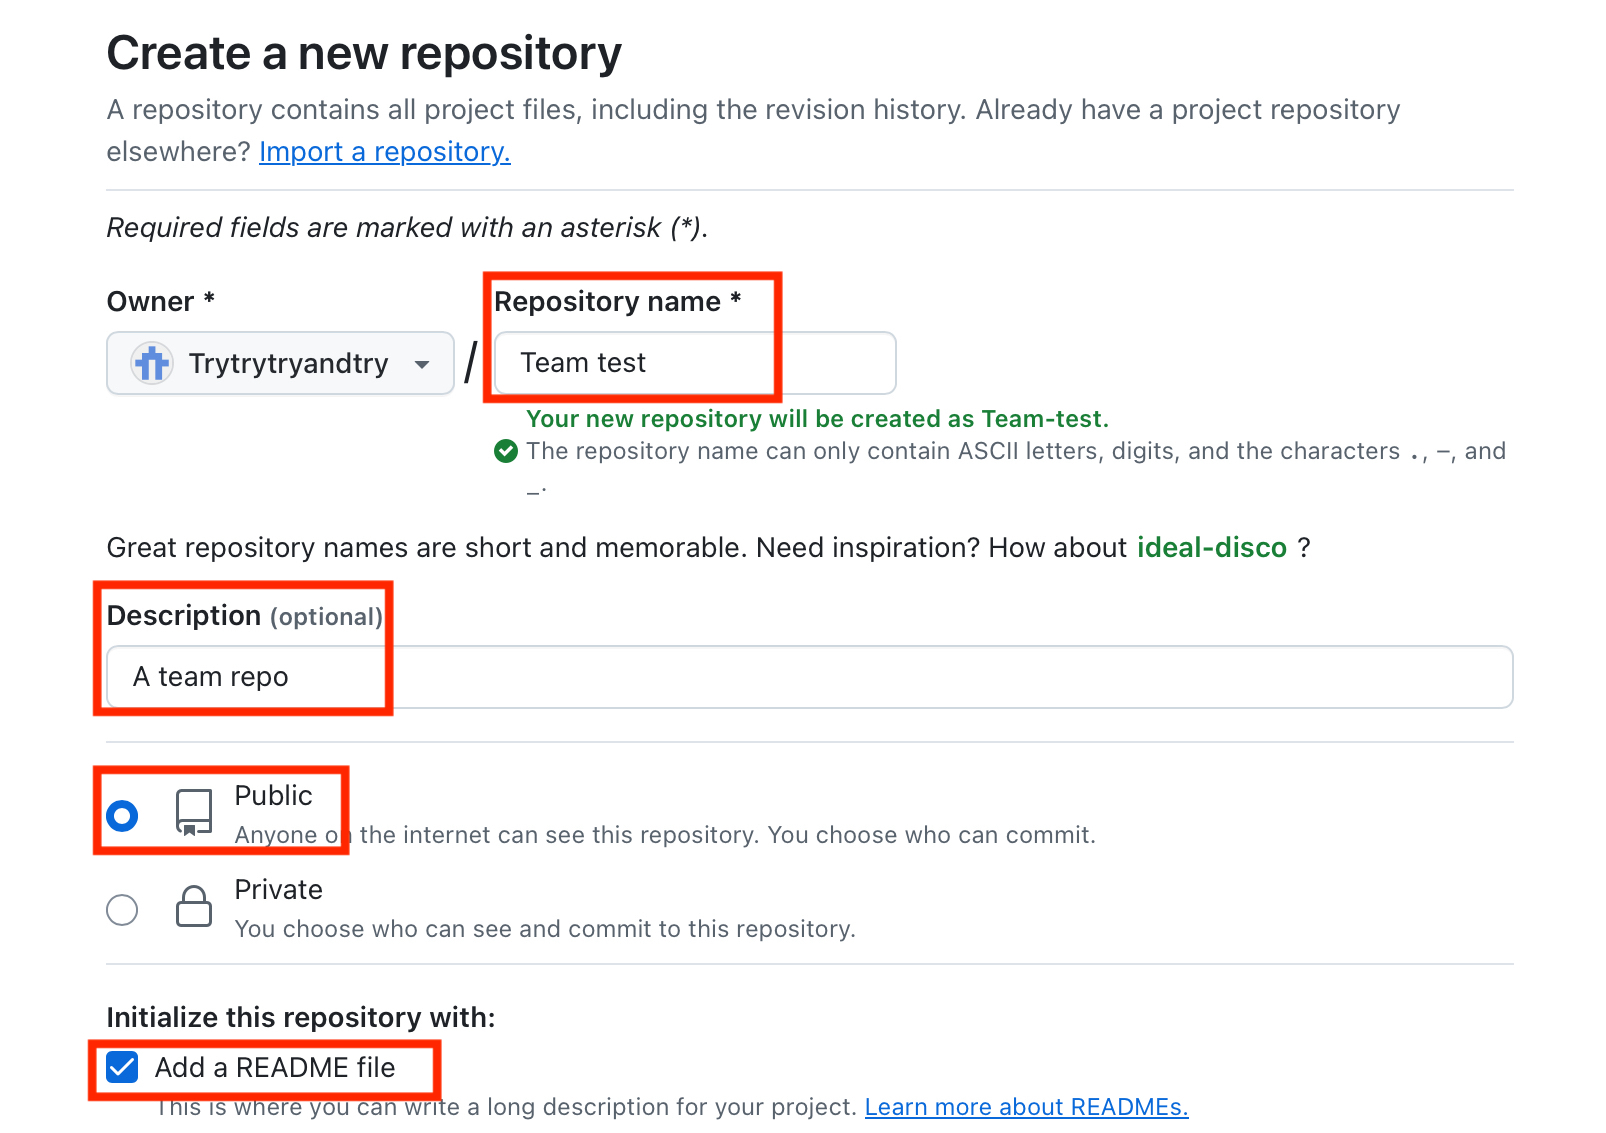 Create a new repository
A repository contains all project files, including the revision history. Already have a project repository
elsewhere? Import a repository.
Required fields are marked with an asterisk (*).
Owner * Repository name *
Trytrytryandtry / Team test
Your new repository will be created as Team-test.
The repository name can only contain ASCII letters, digits, and the characters ., -, and
_.
Great repository names are short and memorable. Need inspiration? How about ideal-disco ?
Description (optional)
A team repo
Public
Anyone on the internet can see this repository. You choose who can commit.
Private
You choose who can see and commit to this repository.
Initialize this repository with:
Add a README file
This is where you can write a long description for your project. Learn more about READMEs.